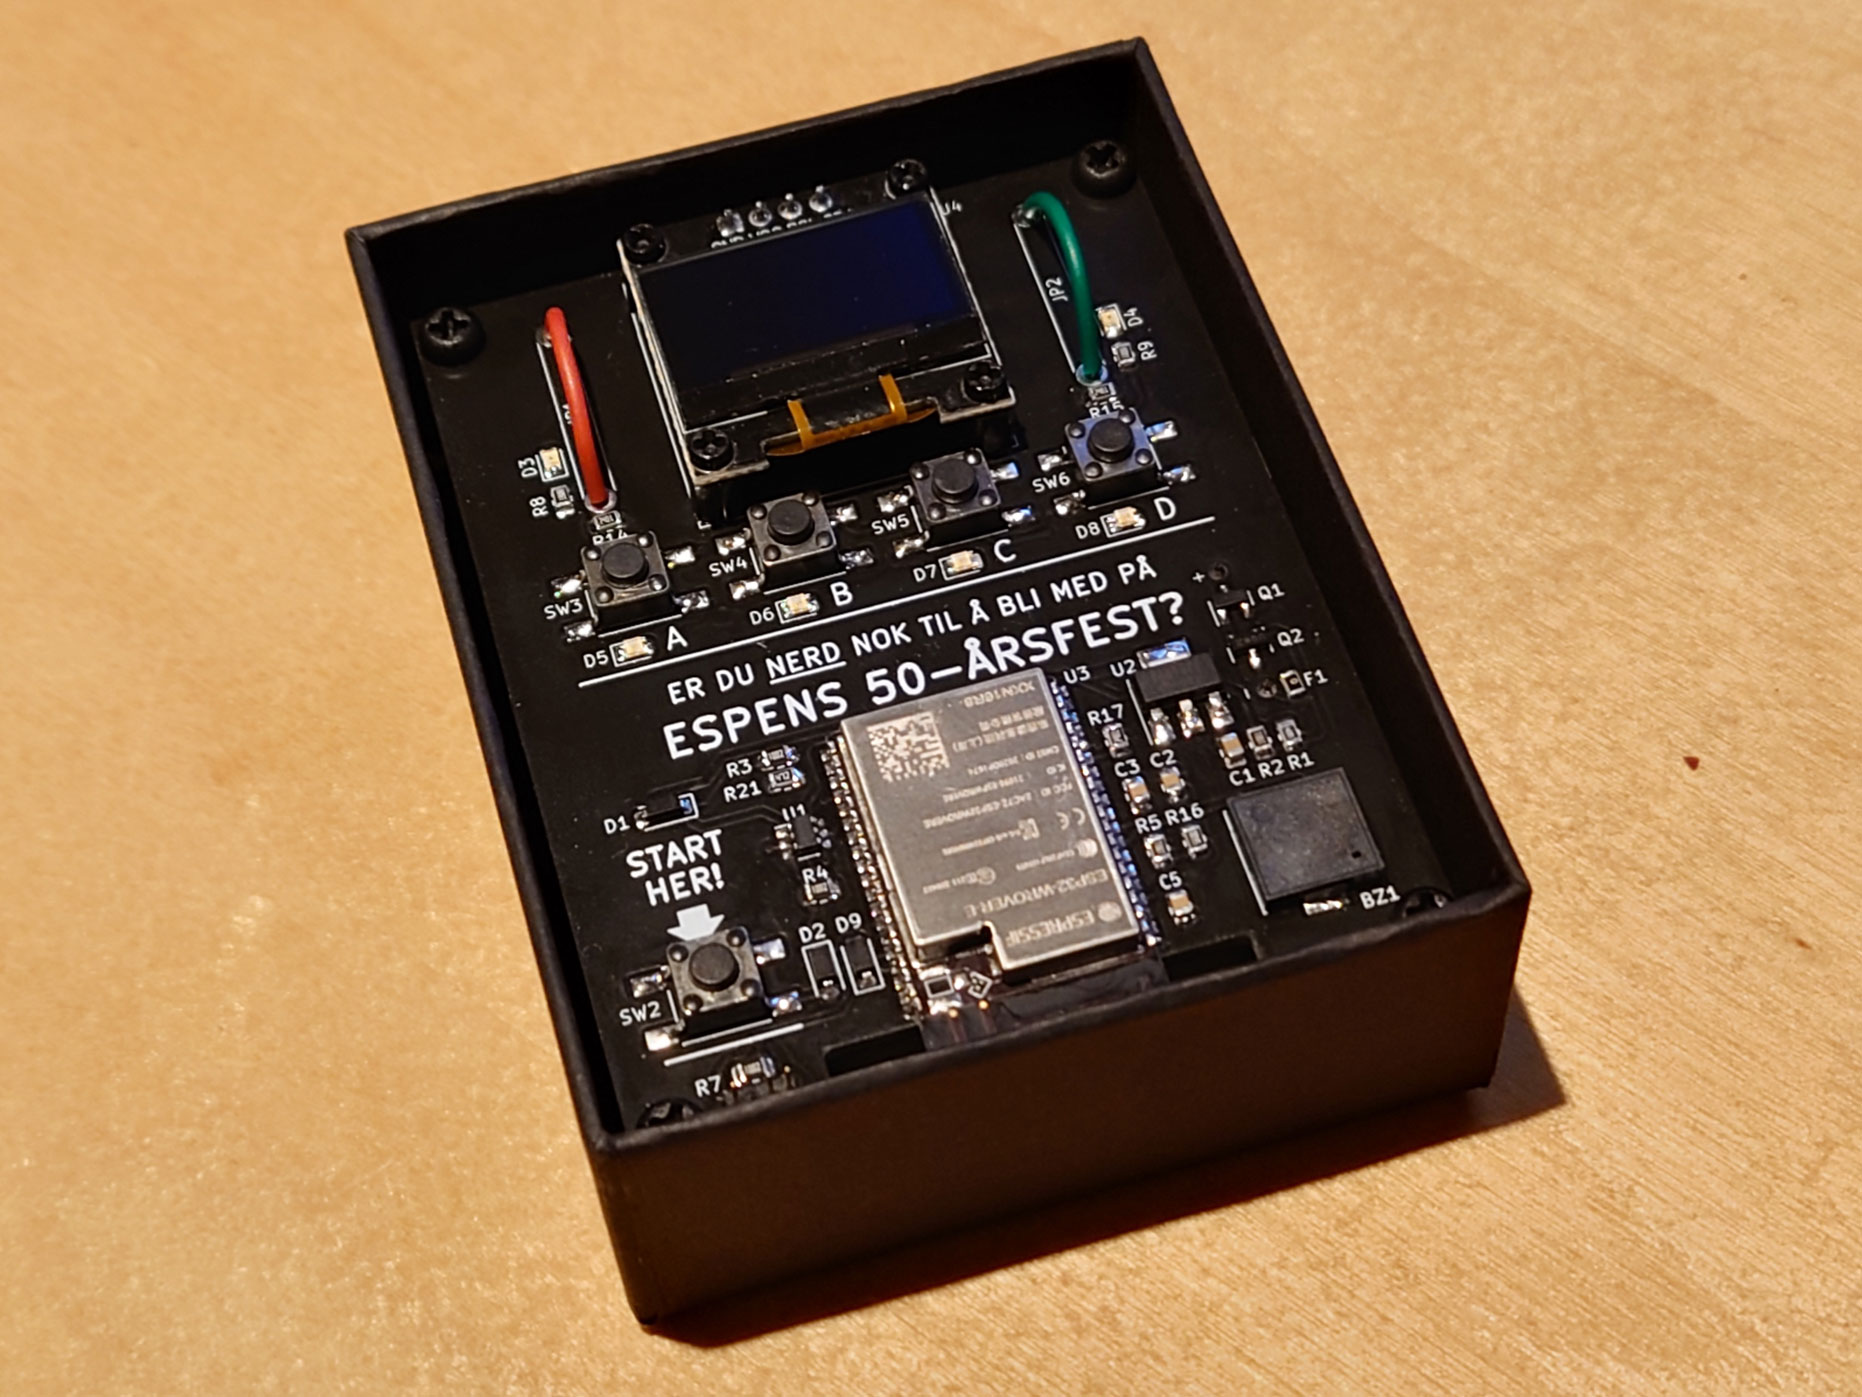 U4
JP2
D4
R9
R15
D3
R8
R14
SW6
D8
D
SW5
D7
C
SW4
D6
B
SW3
D5
A
ER DU NERD NOK TIL Å BLI MED PÅ
ESPENS 50-ÅRSFEST?
+
Q1
Q2
F1
U3
U2
R17
C3
C2
C1
R2
R1
R3
R21
D1
U1
START
HER!
R4
R5
R16
C5
BZ1
D2
D9
SW2
R7
XXN16R8
ESP32-WROVER-E
ESPRESSIF